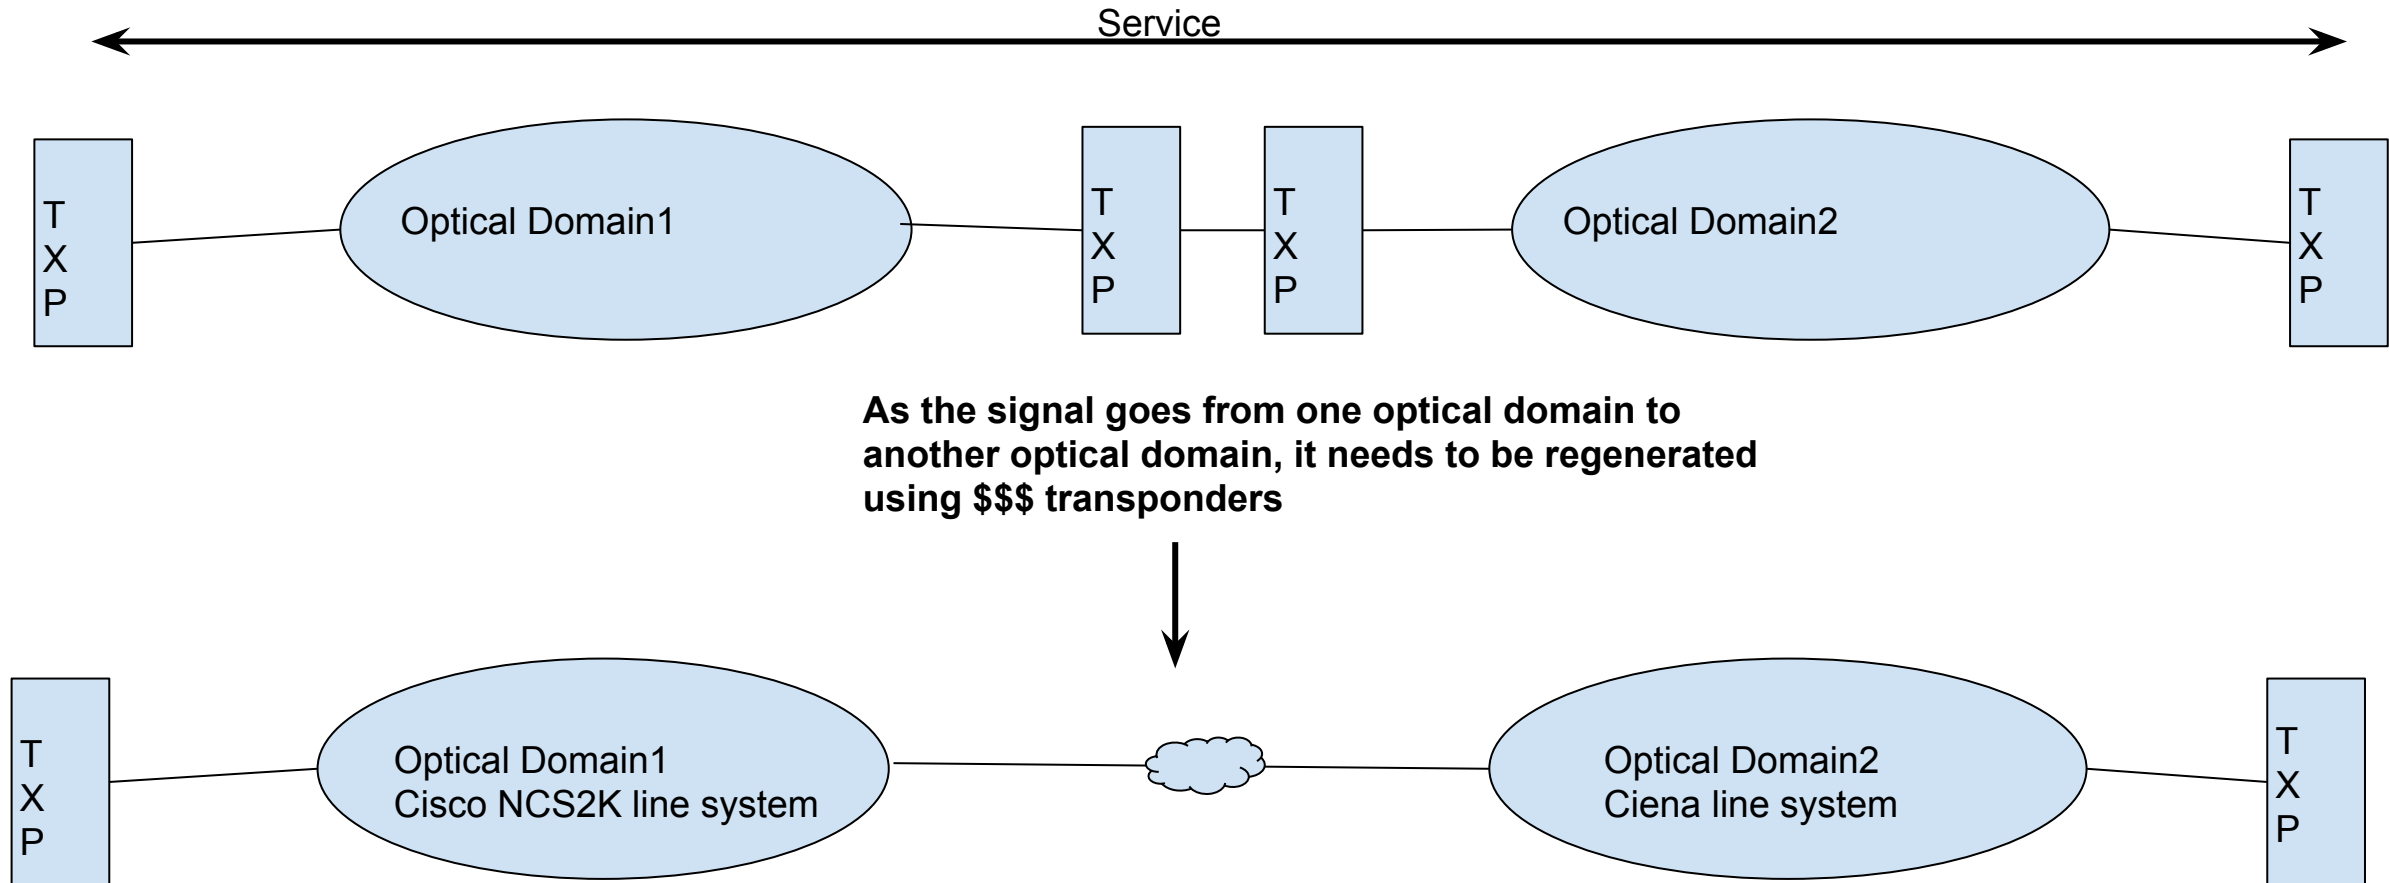 Service
T
X
P
Optical Domain1
T
X
P
T
X
P
Optical Domain2
T
X
P
As the signal goes from one optical domain to
another optical domain, it needs to be regenerated
using $$$ transponders
T
X
P
Optical Domain1
Cisco NCS2K line system
Optical Domain2
Ciena line system
T
X
P